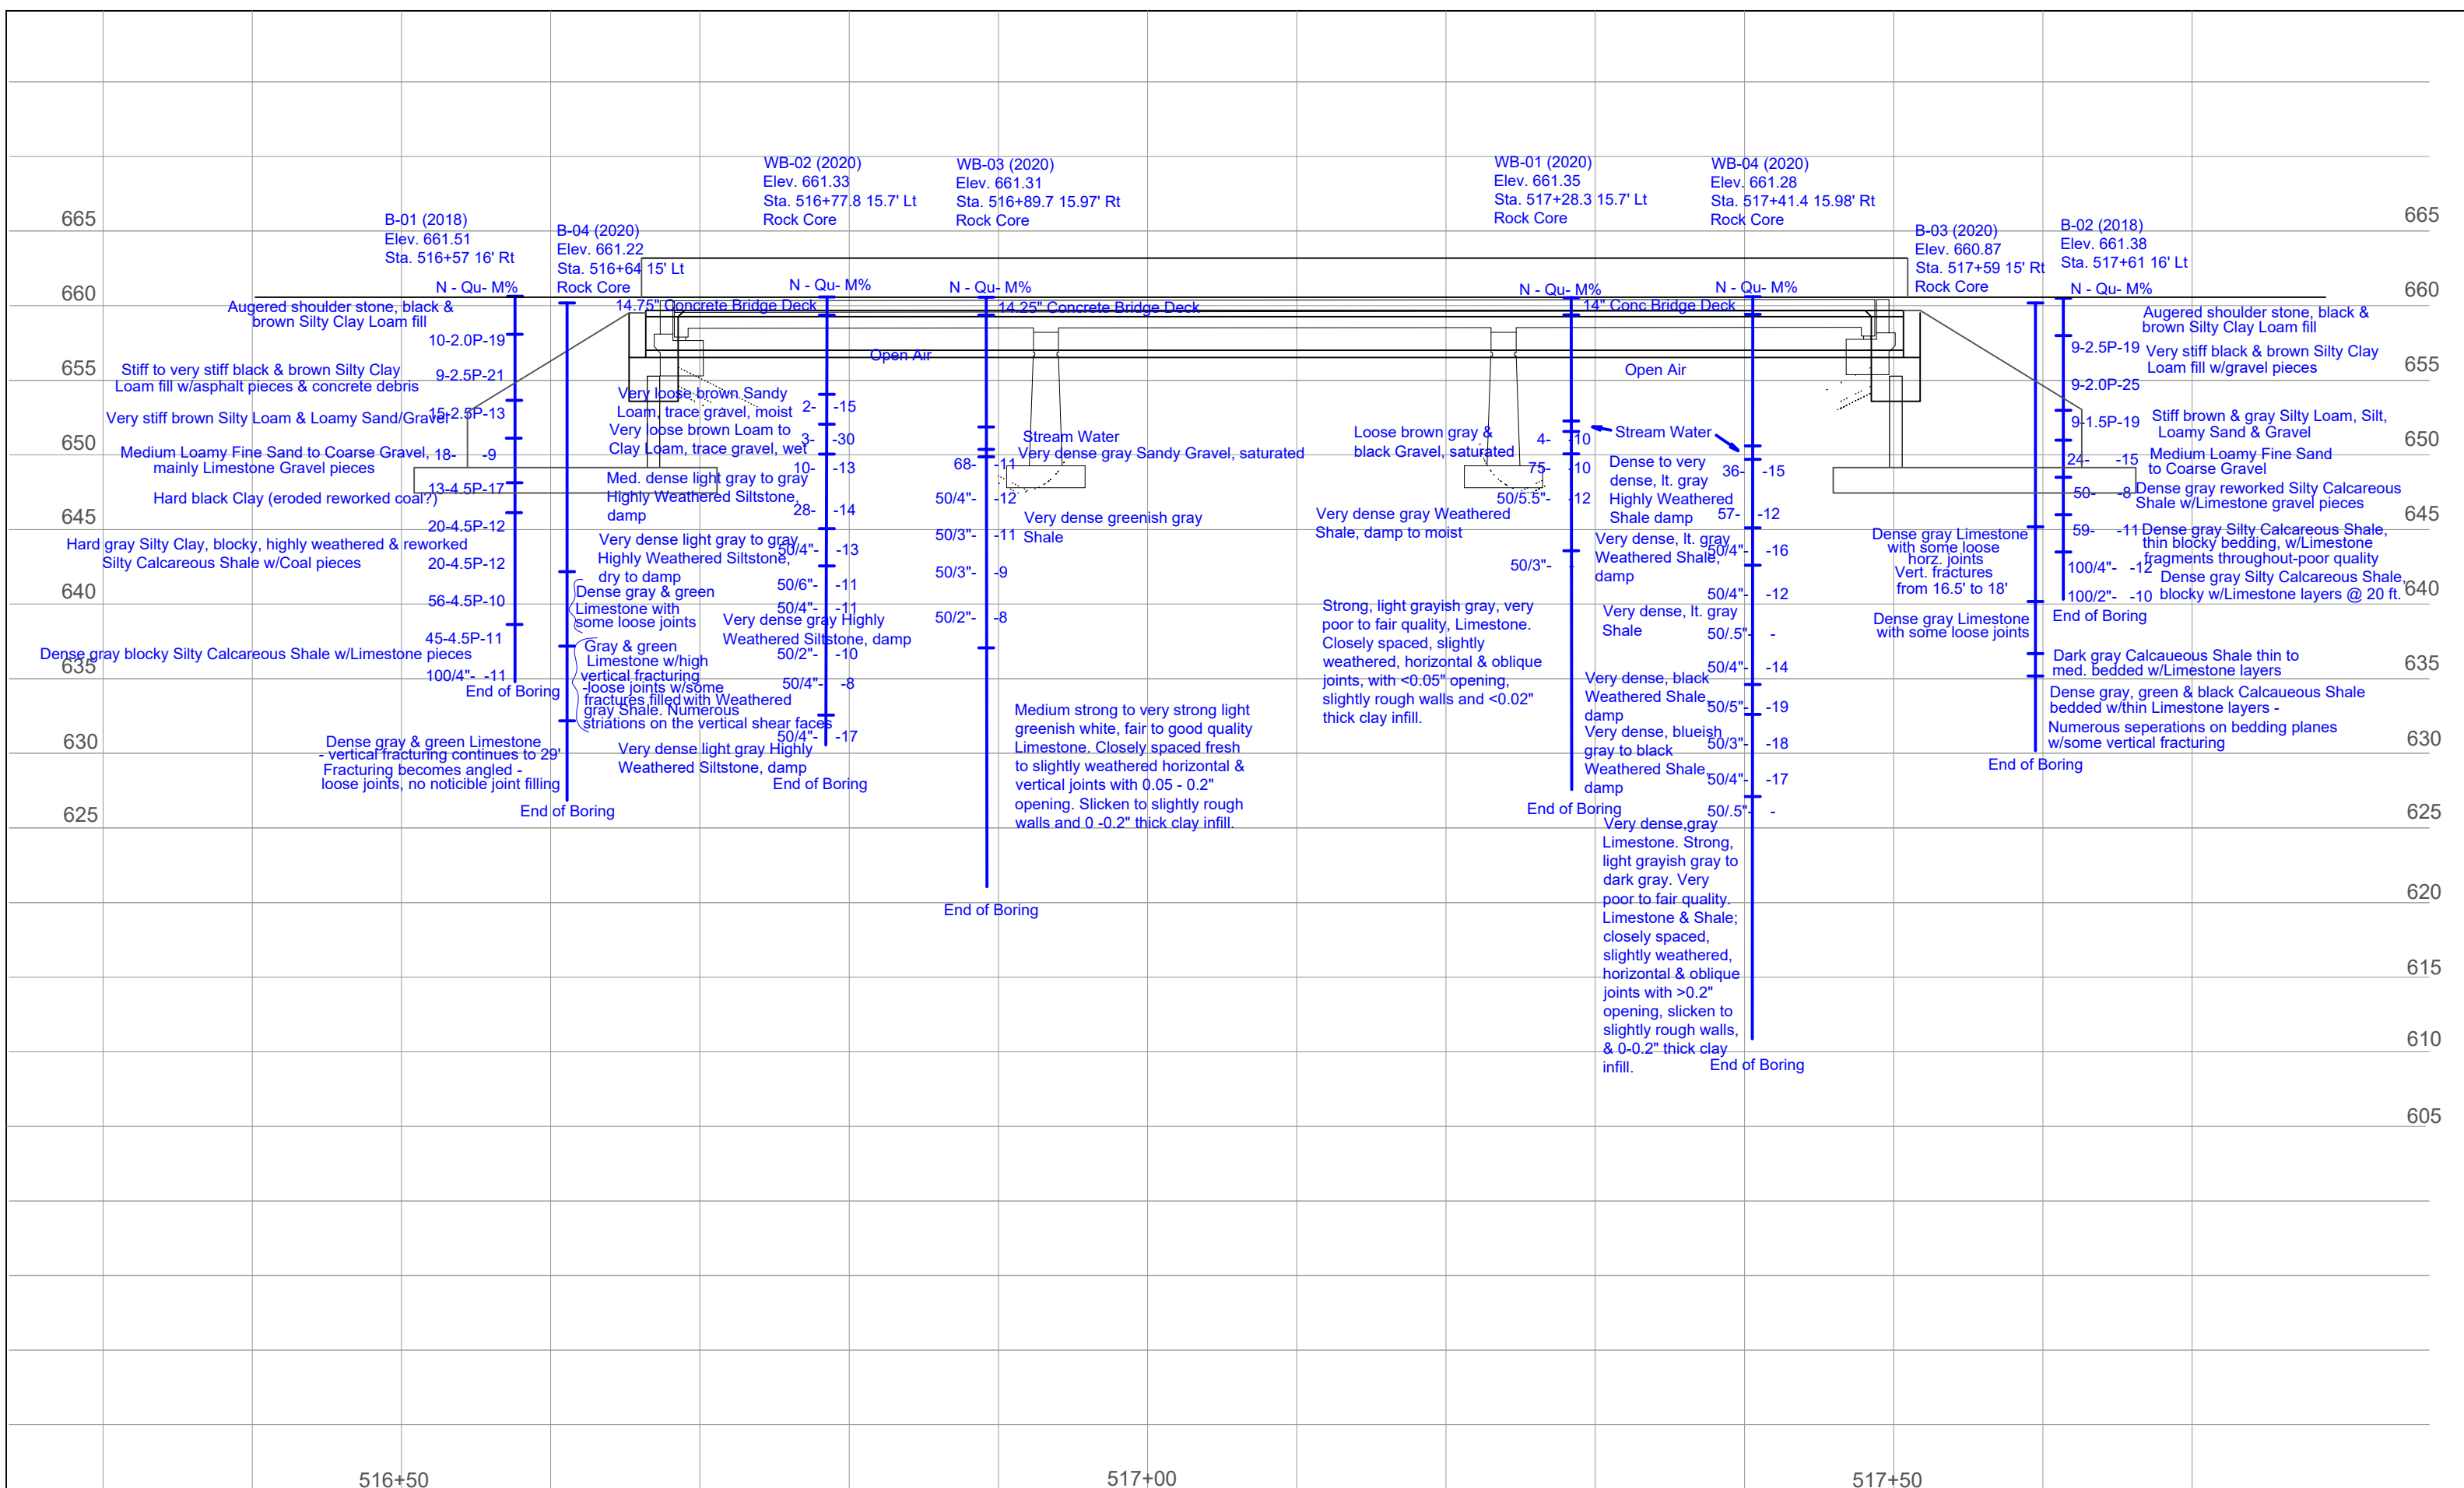 WB-02 (2020)
Elev. 661.33
Sta. 516+77.8 15.7' Lt
Rock Core
WB-03 (2020)
Elev. 661.31
Sta. 516+89.7 15.97' Rt
Rock Core
WB-01 (2020)
Elev. 661.35
Sta. 517+28.3 15.7' Lt
Rock Core
WB-04 (2020)
Elev. 661.28
Sta. 517+41.4 15.98' Rt
Rock Core
B-01 (2018)
Elev. 661.51
Sta. 516+57 16' Rt
B-04 (2020)
Elev. 661.22
Sta. 516+64 15' Lt
Rock Core
B-03 (2020)
Elev. 660.87
Sta. 517+59 15' Rt
Rock Core
B-02 (2018)
Elev. 661.38
Sta. 517+61 16' Lt
665
660
655
650
645
640
635
630
625
N - Qu- M%
Augered shoulder stone, black &
brown Silty Clay Loam fill
10-2.0P-19
Stiff to very stiff black & brown Silty Clay
Loam fill w/asphalt pieces & concrete debris
9-2.5P-21
Very stiff brown Silty Loam & Loamy Sand/Gravel
15-2.5P-13
Medium Loamy Fine Sand to Coarse Gravel,
mainly Limestone Gravel pieces
18- -9
Hard black Clay (eroded reworked coal?)
13-4.5P-17
20-4.5P-12
Hard gray Silty Clay, blocky, highly weathered & reworked
Silty Calcareous Shale w/Coal pieces
20-4.5P-12
56-4.5P-10
45-4.5P-11
Dense gray blocky Silty Calcareous Shale w/Limestone pieces
100/4"- -11
End of Boring
Dense gray & green
Limestone with
some loose joints
Gray & green
Limestone w/high
vertical fracturing
-loose joints w/some
fractures filled with Weathered
gray Shale. Numerous
striations on the vertical shear faces
Dense gray & green Limestone
- vertical fracturing continues to 29'
Fracturing becomes angled -
loose joints, no noticible joint filling
End of Boring
N - Qu- M%
14.75" Concrete Bridge Deck
Open Air
Very loose brown Sandy
Loam, trace gravel, moist
2- -15
Very loose brown Loam to
Clay Loam, trace gravel, wet
3- -30
10- -13
Med. dense light gray to gray
Highly Weathered Siltstone,
damp
28- -14
Very dense light gray to gray
Highly Weathered Siltstone,
dry to damp
50/4"- -13
50/6"- -11
50/4"- -11
Very dense gray Highly
Weathered Siltstone, damp
50/2"- -10
50/4"- -8
50/4"- -17
Very dense light gray Highly
Weathered Siltstone, damp
End of Boring
N - Qu- M%
14.25" Concrete Bridge Deck
Stream Water
Very dense gray Sandy Gravel, saturated
68- -11
50/4"- -12
Very dense greenish gray
Shale
50/3"- -11
50/3"- -9
50/2"- -8
Medium strong to very strong light
greenish white, fair to good quality
Limestone. Closely spaced fresh
to slightly weathered horizontal &
vertical joints with 0.05 - 0.2"
opening. Slicken to slightly rough
walls and 0 -0.2" thick clay infill.
End of Boring
N - Qu- M%
14" Conc Bridge Deck
Stream Water
Loose brown gray &
black Gravel, saturated
4- -10
75- -10
50/5.5"- -12
Very dense gray Weathered
Shale, damp to moist
50/3"- -
Strong, light grayish gray, very
poor to fair quality, Limestone.
Closely spaced, slightly
weathered, horizontal & oblique
joints, with <0.05" opening,
slightly rough walls and <0.02"
thick clay infill.
End of Boring
N - Qu- M%
Open Air
Dense to very
dense, lt. gray
Highly Weathered
Shale damp
36- -15
57- -12
Very dense, lt. gray
Weathered Shale,
damp
50/4"- -16
50/4"- -12
Very dense, lt. gray
Shale
50/.5"- -
50/4"- -14
Very dense, black
Weathered Shale,
damp
50/5"- -19
Very dense, blueish
gray to black
Weathered Shale,
damp
50/3"- -18
50/4"- -17
50/.5"- -
Very dense,gray
Limestone. Strong,
light grayish gray to
dark gray. Very
poor to fair quality.
Limestone & Shale;
closely spaced,
slightly weathered,
horizontal & oblique
joints with >0.2"
opening, slicken to
slightly rough walls,
& 0-0.2" thick clay
infill.
End of Boring
Dense gray Limestone
with some loose
horz. joints
Vert. fractures
from 16.5' to 18'
Dense gray Limestone
with some loose joints
Dark gray Calcaueous Shale thin to
med. bedded w/Limestone layers
Dense gray, green & black Calcaueous Shale
bedded w/thin Limestone layers -
Numerous seperations on bedding planes
w/some vertical fracturing
End of Boring
N - Qu- M%
Augered shoulder stone, black &
brown Silty Clay Loam fill
9-2.5P-19
Very stiff black & brown Silty Clay
Loam fill w/gravel pieces
9-2.0P-25
9-1.5P-19
Stiff brown & gray Silty Loam, Silt,
Loamy Sand & Gravel
24- -15
Medium Loamy Fine Sand
to Coarse Gravel
50- -8
Dense gray reworked Silty Calcareous
Shale w/Limestone gravel pieces
59- -11
Dense gray Silty Calcareous Shale,
thin blocky bedding, w/Limestone
fragments throughout-poor quality
100/4"- -12
Dense gray Silty Calcareous Shale,
blocky w/Limestone layers @ 20 ft.
100/2"- -10
End of Boring
665
660
655
650
645
640
635
630
625
620
615
610
605
516+50
517+00
517+50